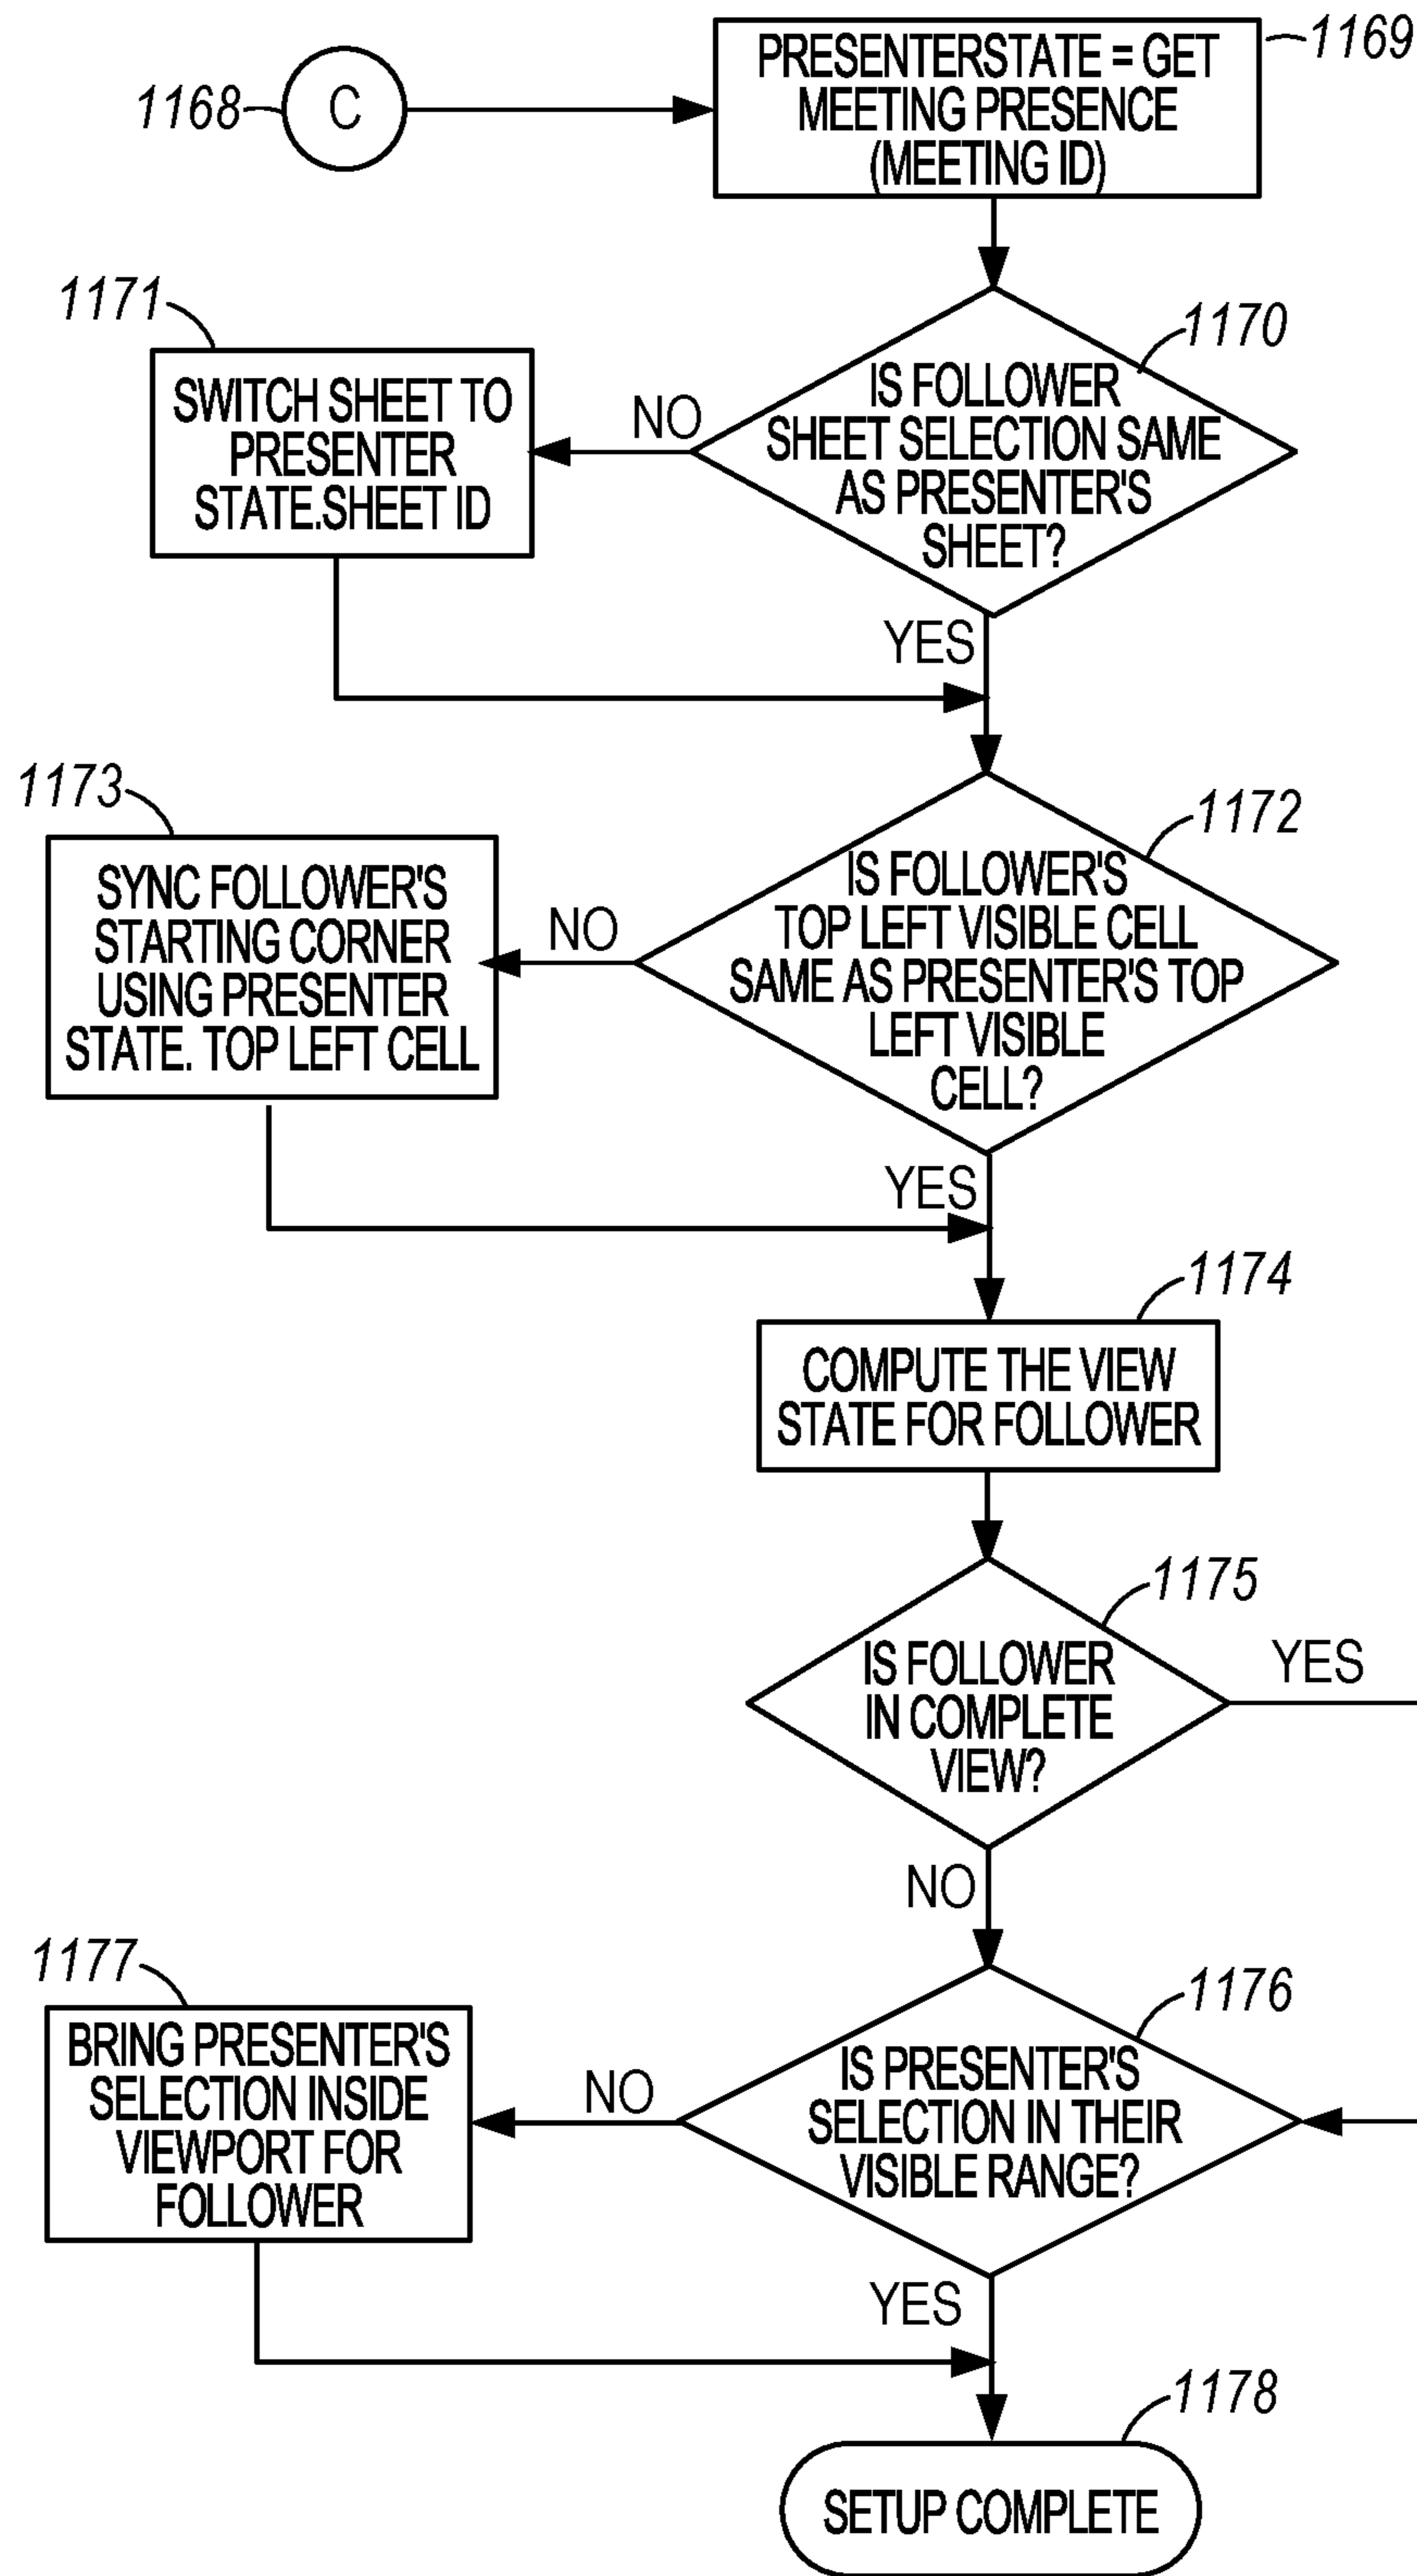 PRESENTERSTATE = GET
MEETING PRESENCE
(MEETING ID)
1169
1168
C
1171
SWITCH SHEET TO
PRESENTER
STATE.SHEET ID
NO
1170
IS FOLLOWER
SHEET SELECTION SAME
AS PRESENTER'S
SHEET?
YES
1173
SYNC FOLLOWER'S
STARTING CORNER
USING PRESENTER
STATE. TOP LEFT CELL
NO
1172
IS FOLLOWER'S
TOP LEFT VISIBLE CELL
SAME AS PRESENTER'S TOP
LEFT VISIBLE
CELL?
YES
1174
COMPUTE THE VIEW
STATE FOR FOLLOWER
1175
IS FOLLOWER
IN COMPLETE
VIEW?
YES
NO
1177
BRING PRESENTER'S
SELECTION INSIDE
VIEWPORT FOR
FOLLOWER
NO
1176
IS PRESENTER'S
SELECTION IN THEIR
VISIBLE RANGE?
YES
1178
SETUP COMPLETE